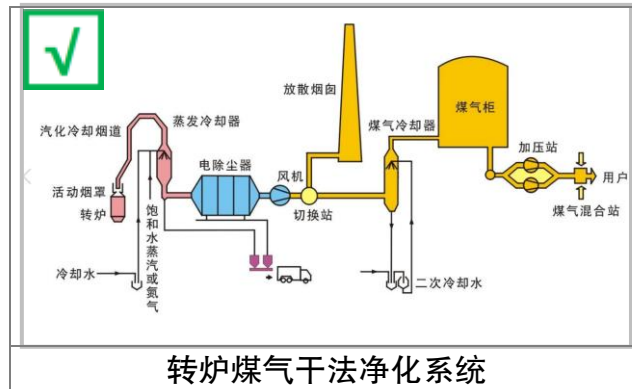 √
放散烟囱
煤气柜
汽化冷却烟道
蒸发冷却器
煤气冷却器
电除尘器
风机
加压站
用户
活动烟罩
转炉
切换站
煤气混合站
饱和水蒸汽或氮气
冷却水
二次冷却水
转炉煤气干法净化系统